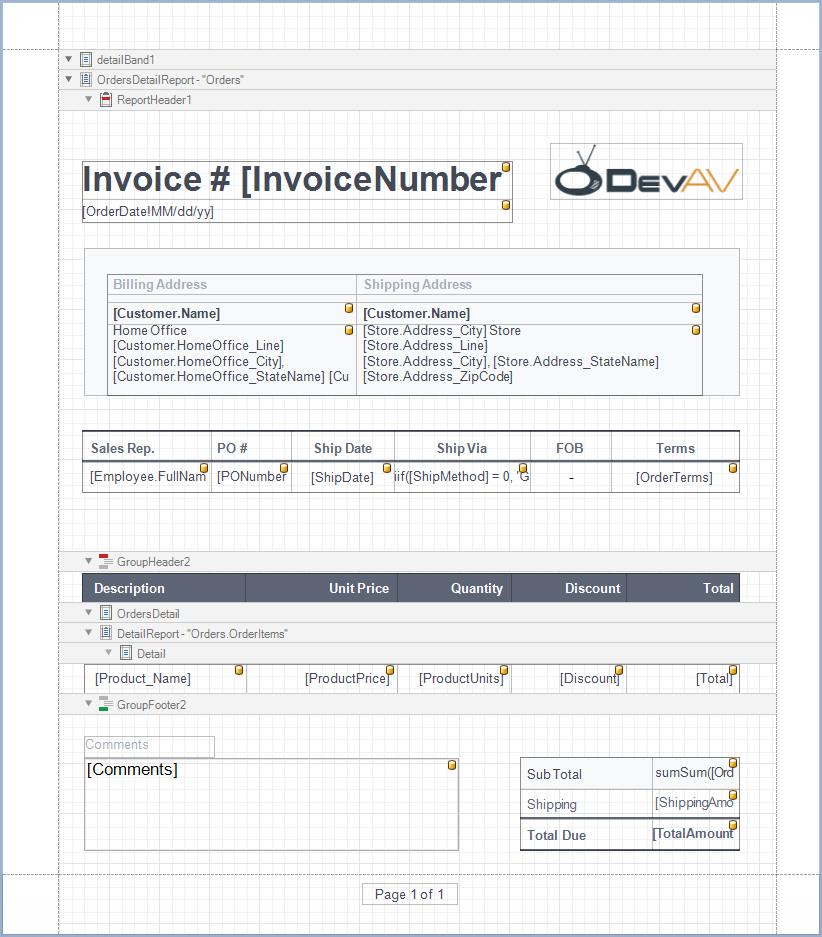 detailBand1
OrdersDetailReport - "Orders"
ReportHeader1
DevAV
Invoice # [InvoiceNumber
[OrderDate!MM/dd/yy]
Billing Address Shipping Address
[Customer.Name] [Customer.Name]
Home Office [Store.Address_City] Store
[Customer.HomeOffice_Line] [Store.Address_Line]
[Customer.HomeOffice_City], [Store.Address_City], [Store.Address_StateName]
[Customer.HomeOffice_StateName] [Cu [Store.Address_ZipCode]
Sales Rep. PO # Ship Date Ship Via FOB Terms
[Employee.FullNam [PONumber [ShipDate] iif([ShipMethod] = 0, 'G - [OrderTerms]
GroupHeader2
Description Unit Price Quantity Discount Total
OrdersDetail
DetailReport - "Orders.OrderItems"
Detail
[Product_Name] [ProductPrice] [ProductUnits] [Discount] [Total]
GroupFooter2
Comments
[Comments]
Sub Total sumSum([Ord
Shipping [ShippingAmo
Total Due [TotalAmount
Page 1 of 1